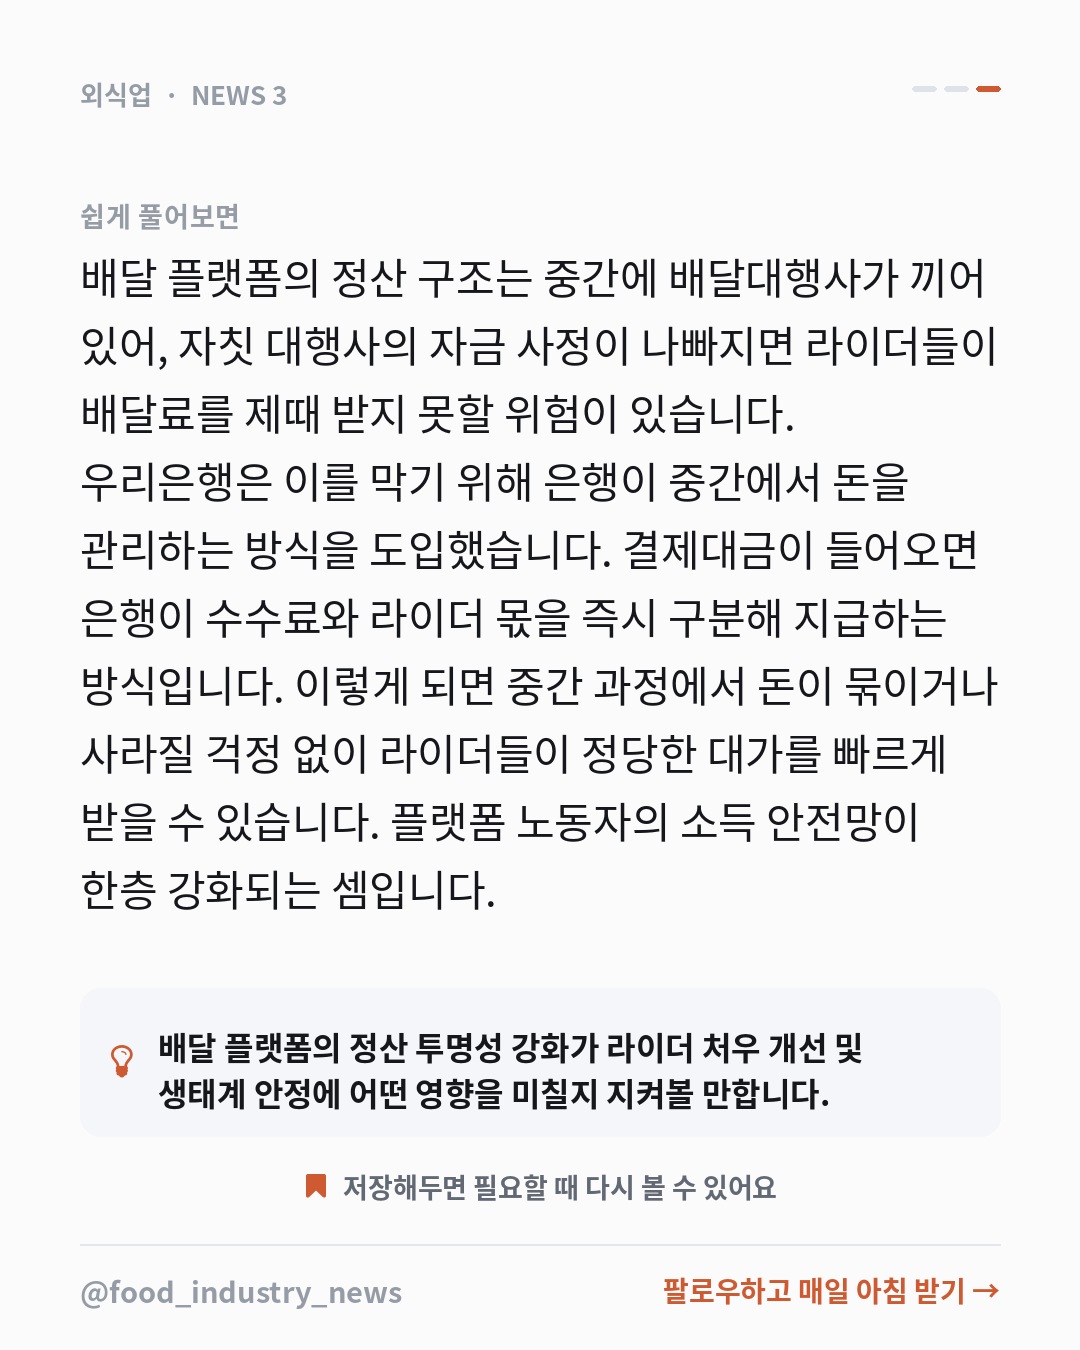 외식업 · NEWS 3
쉽게 풀어보면
배달 플랫폼의 정산 구조는 중간에 배달대행사가 끼어
있어, 자칫 대행사의 자금 사정이 나빠지면 라이더들이
배달료를 제때 받지 못할 위험이 있습니다.
우리은행은 이를 막기 위해 은행이 중간에서 돈을
관리하는 방식을 도입했습니다. 결제대금이 들어오면
은행이 수수료와 라이더 몫을 즉시 구분해 지급하는
방식입니다. 이렇게 되면 중간 과정에서 돈이 묶이거나
사라질 걱정 없이 라이더들이 정당한 대가를 빠르게
받을 수 있습니다. 플랫폼 노동자의 소득 안전망이
한층 강화되는 셈입니다.
배달 플랫폼의 정산 투명성 강화가 라이더 처우 개선 및
생태계 안정에 어떤 영향을 미칠지 지켜볼 만합니다.
저장해두면 필요할 때 다시 볼 수 있어요
@food_industry_news
팔로우하고 매일 아침 받기 →